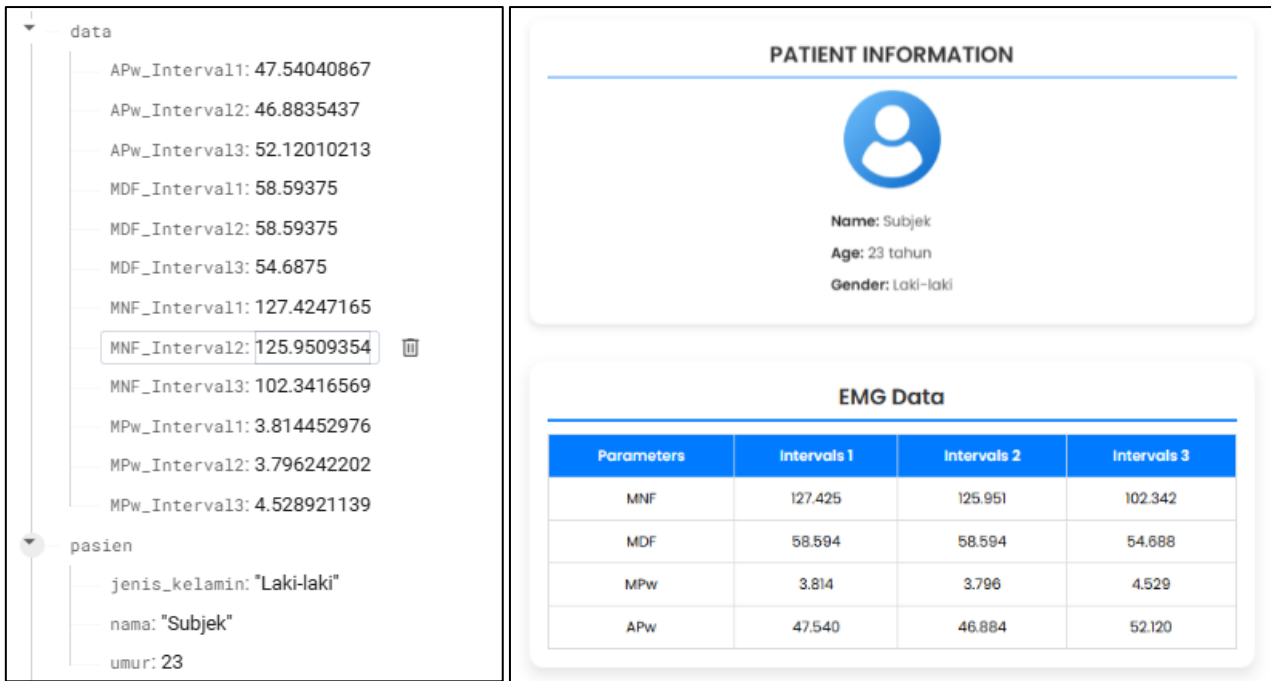 data
APw_Interval1: 47.54040867
APw_Interval2: 46.8835437
APw_Interval3: 52.12010213
MDF_Interval1: 58.59375
MDF_Interval2: 58.59375
MDF_Interval3: 54.6875
MNF_Interval1: 127.4247165
MNF_Interval2: 125.9509354
MNF_Interval3: 102.3416569
MPw_Interval1: 3.814452976
MPw_Interval2: 3.796242202
MPw_Interval3: 4.528921139
pasien
jenis_kelamin: "Laki-laki"
nama: "Subjek"
umur: 23
PATIENT INFORMATION
Name: Subjek
Age: 23 tahun
Gender: Laki-laki
EMG Data
Parameters Intervals 1 Intervals 2 Intervals 3
MNF 127.425 125.951 102.342
MDF 58.594 58.594 54.688
MPw 3.814 3.796 4.529
APw 47.540 46.884 52.120